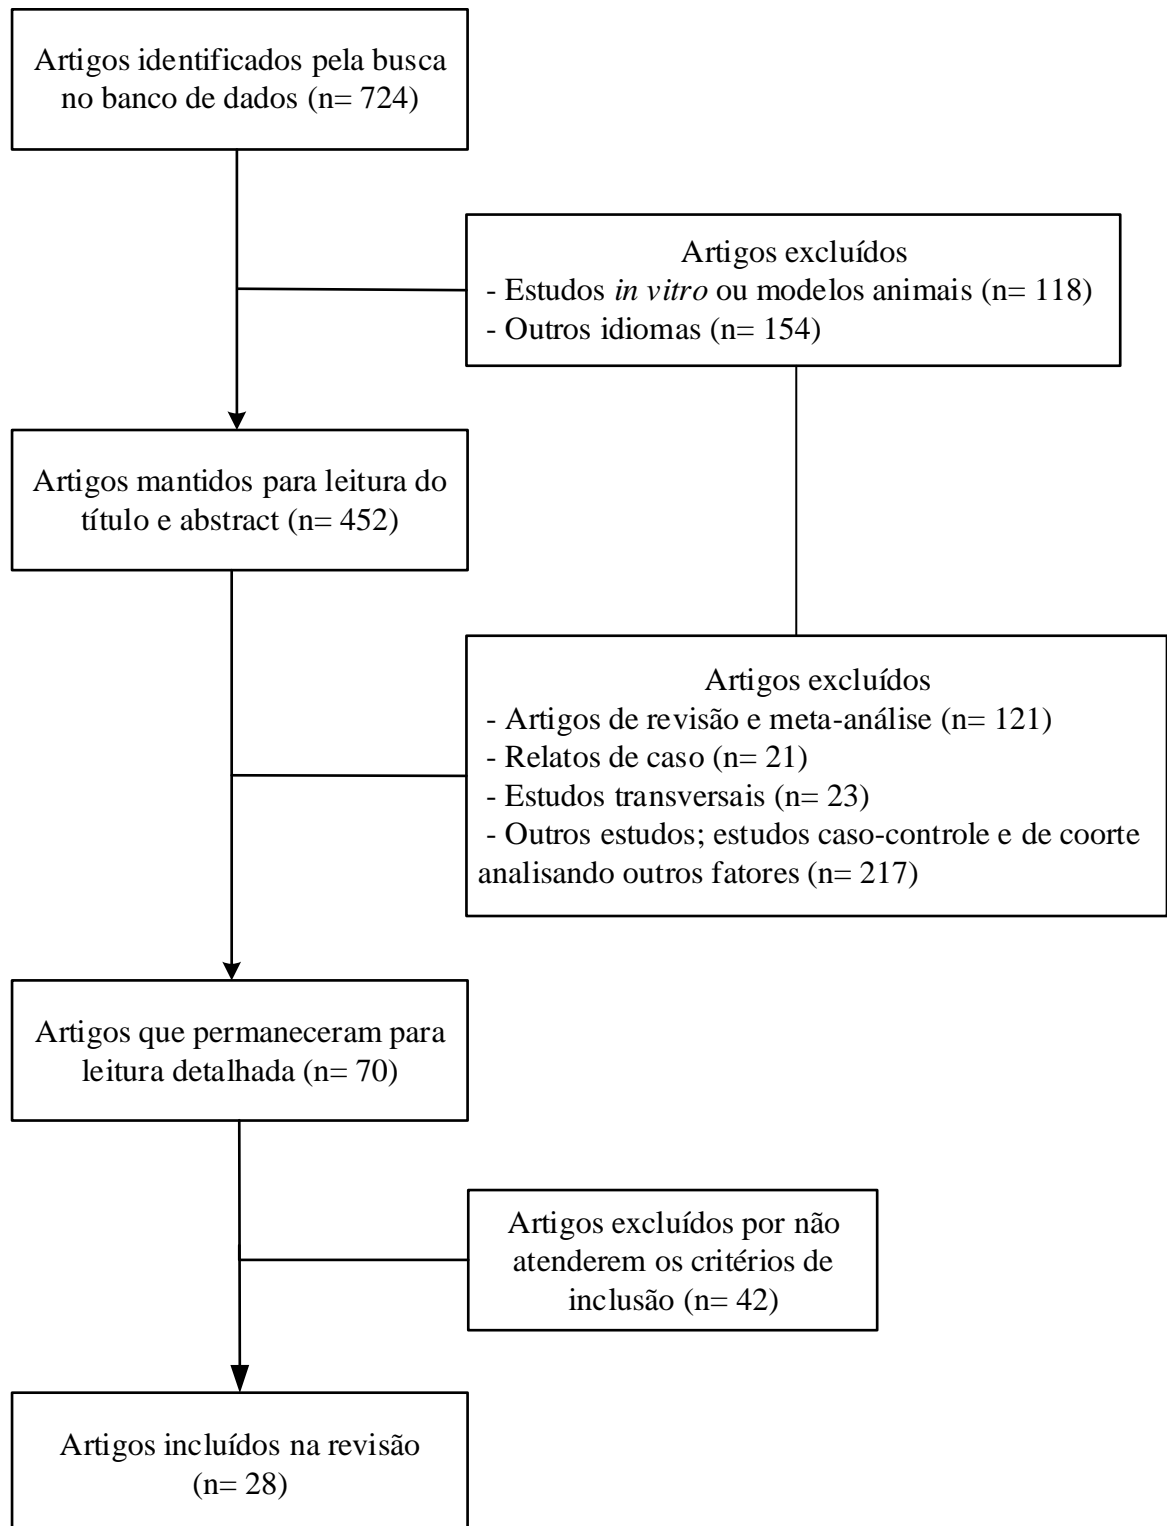 Artigos identificados pela busca
no banco de dados (n= 724)
Artigos excluídos
- Estudos in vitro ou modelos animais (n= 118)
- Outros idiomas (n= 154)
Artigos mantidos para leitura do
título e abstract (n= 452)
Artigos excluídos
- Artigos de revisão e meta-análise (n= 121)
- Relatos de caso (n= 21)
- Estudos transversais (n= 23)
- Outros estudos; estudos caso-controle e de coorte
analisando outros fatores (n= 217)
Artigos que permaneceram para
leitura detalhada (n= 70)
Artigos excluídos por não
atenderem os critérios de
inclusão (n= 42)
Artigos incluídos na revisão
(n= 28)